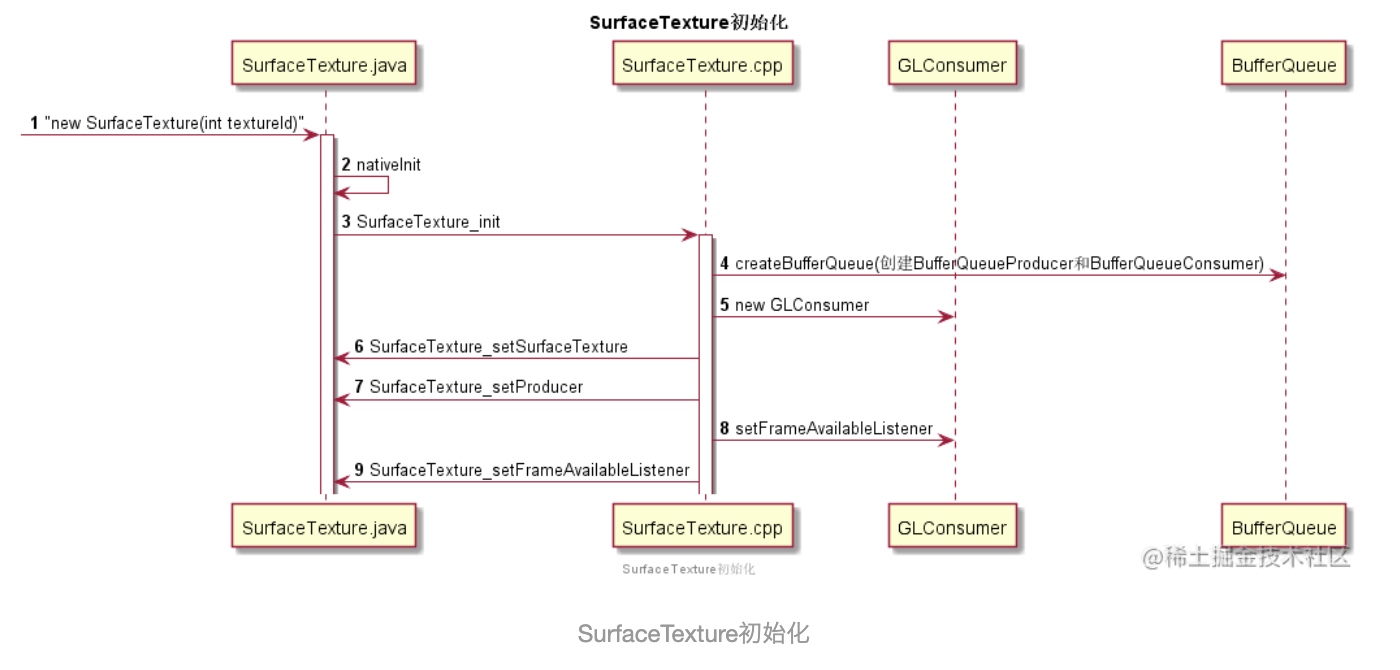 SurfaceTexture初始化
SurfaceTexture.java
SurfaceTexture.cpp
GLConsumer
BufferQueue
1 "new SurfaceTexture(int textureId)"
2 nativeInit
3 SurfaceTexture_init
4 createBufferQueue(创建BufferQueueProducer和BufferQueueConsumer)
5 new GLConsumer
6 SurfaceTexture_setSurfaceTexture
7 SurfaceTexture_setProducer
8 setFrameAvailableListener
9 SurfaceTexture_setFrameAvailableListener
SurfaceTexture.java
SurfaceTexture.cpp
GLConsumer
BufferQueue
@稀土掘金技术社区
SurfaceTexture初始化
SurfaceTexture初始化